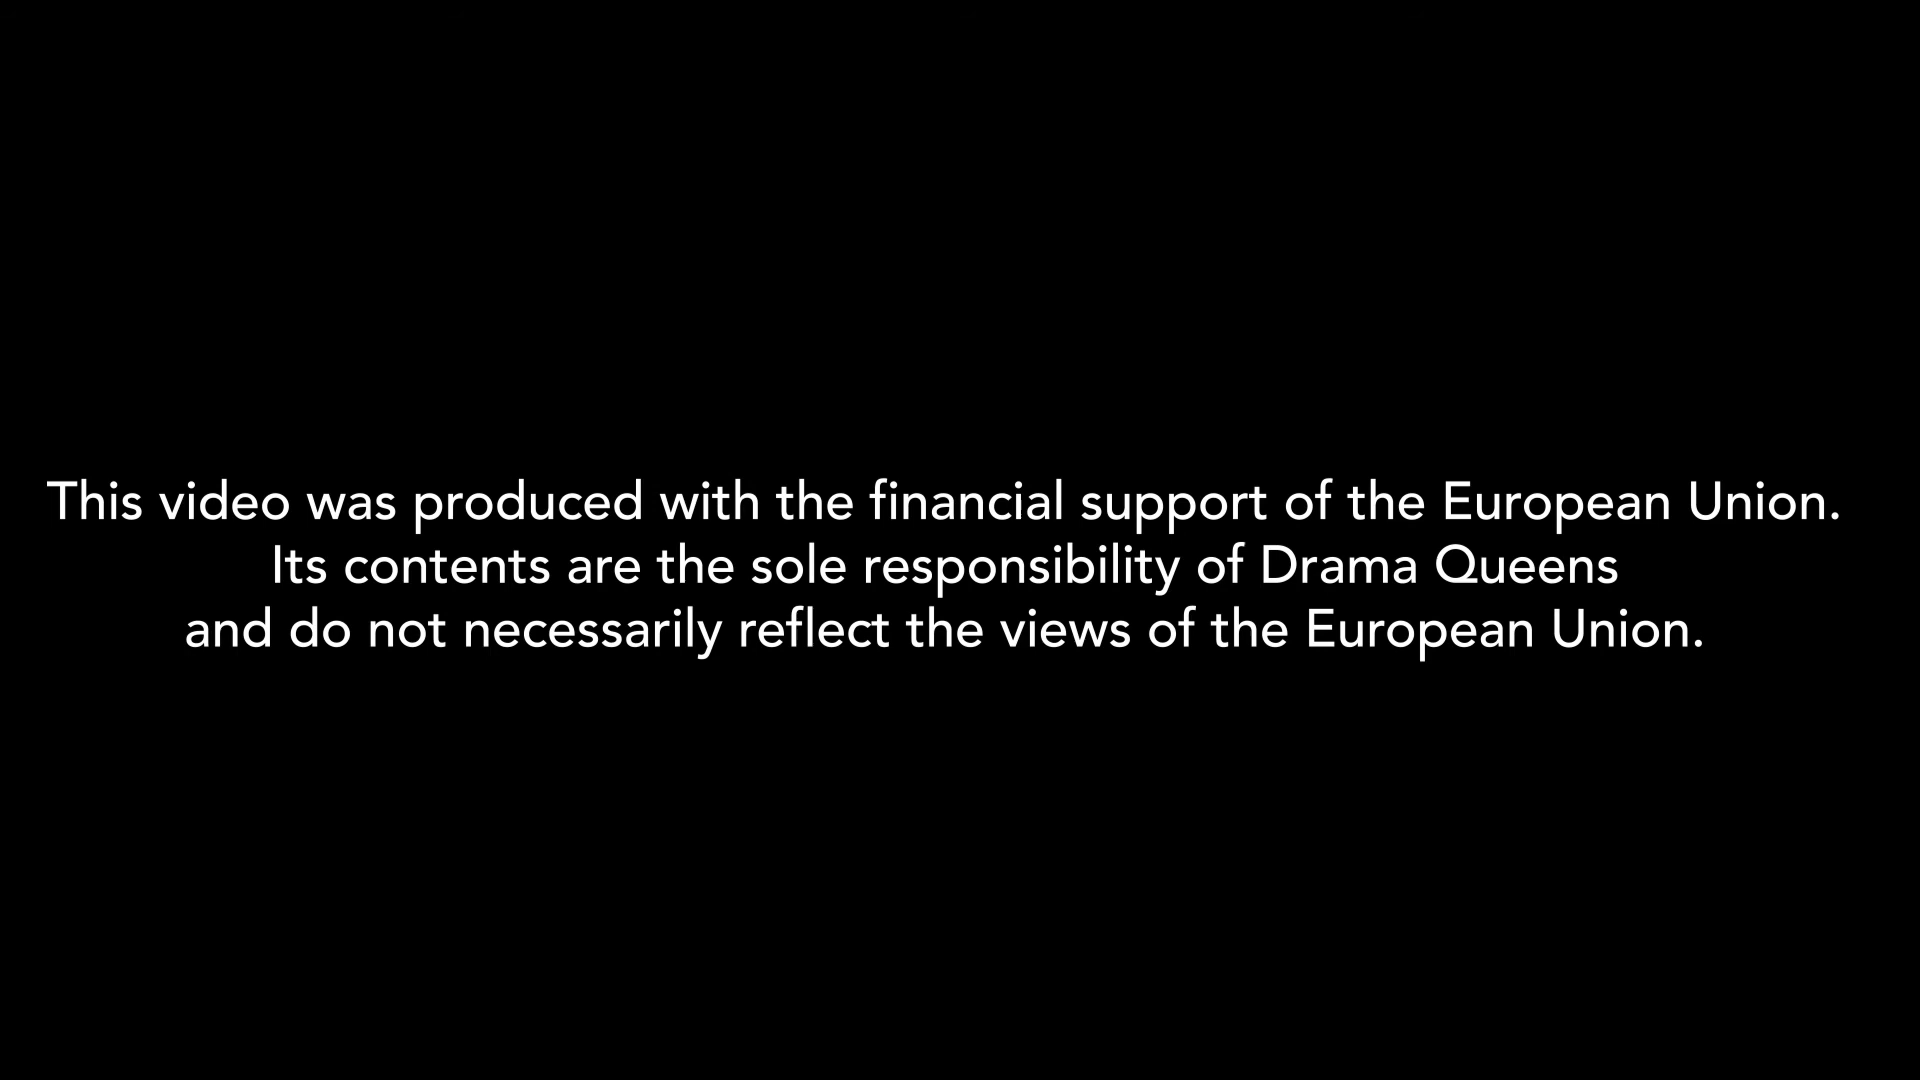 This video was produced with the financial support of the European Union.
Its contents are the sole responsibility of Drama Queens
and do not necessarily reflect the views of the European Union.